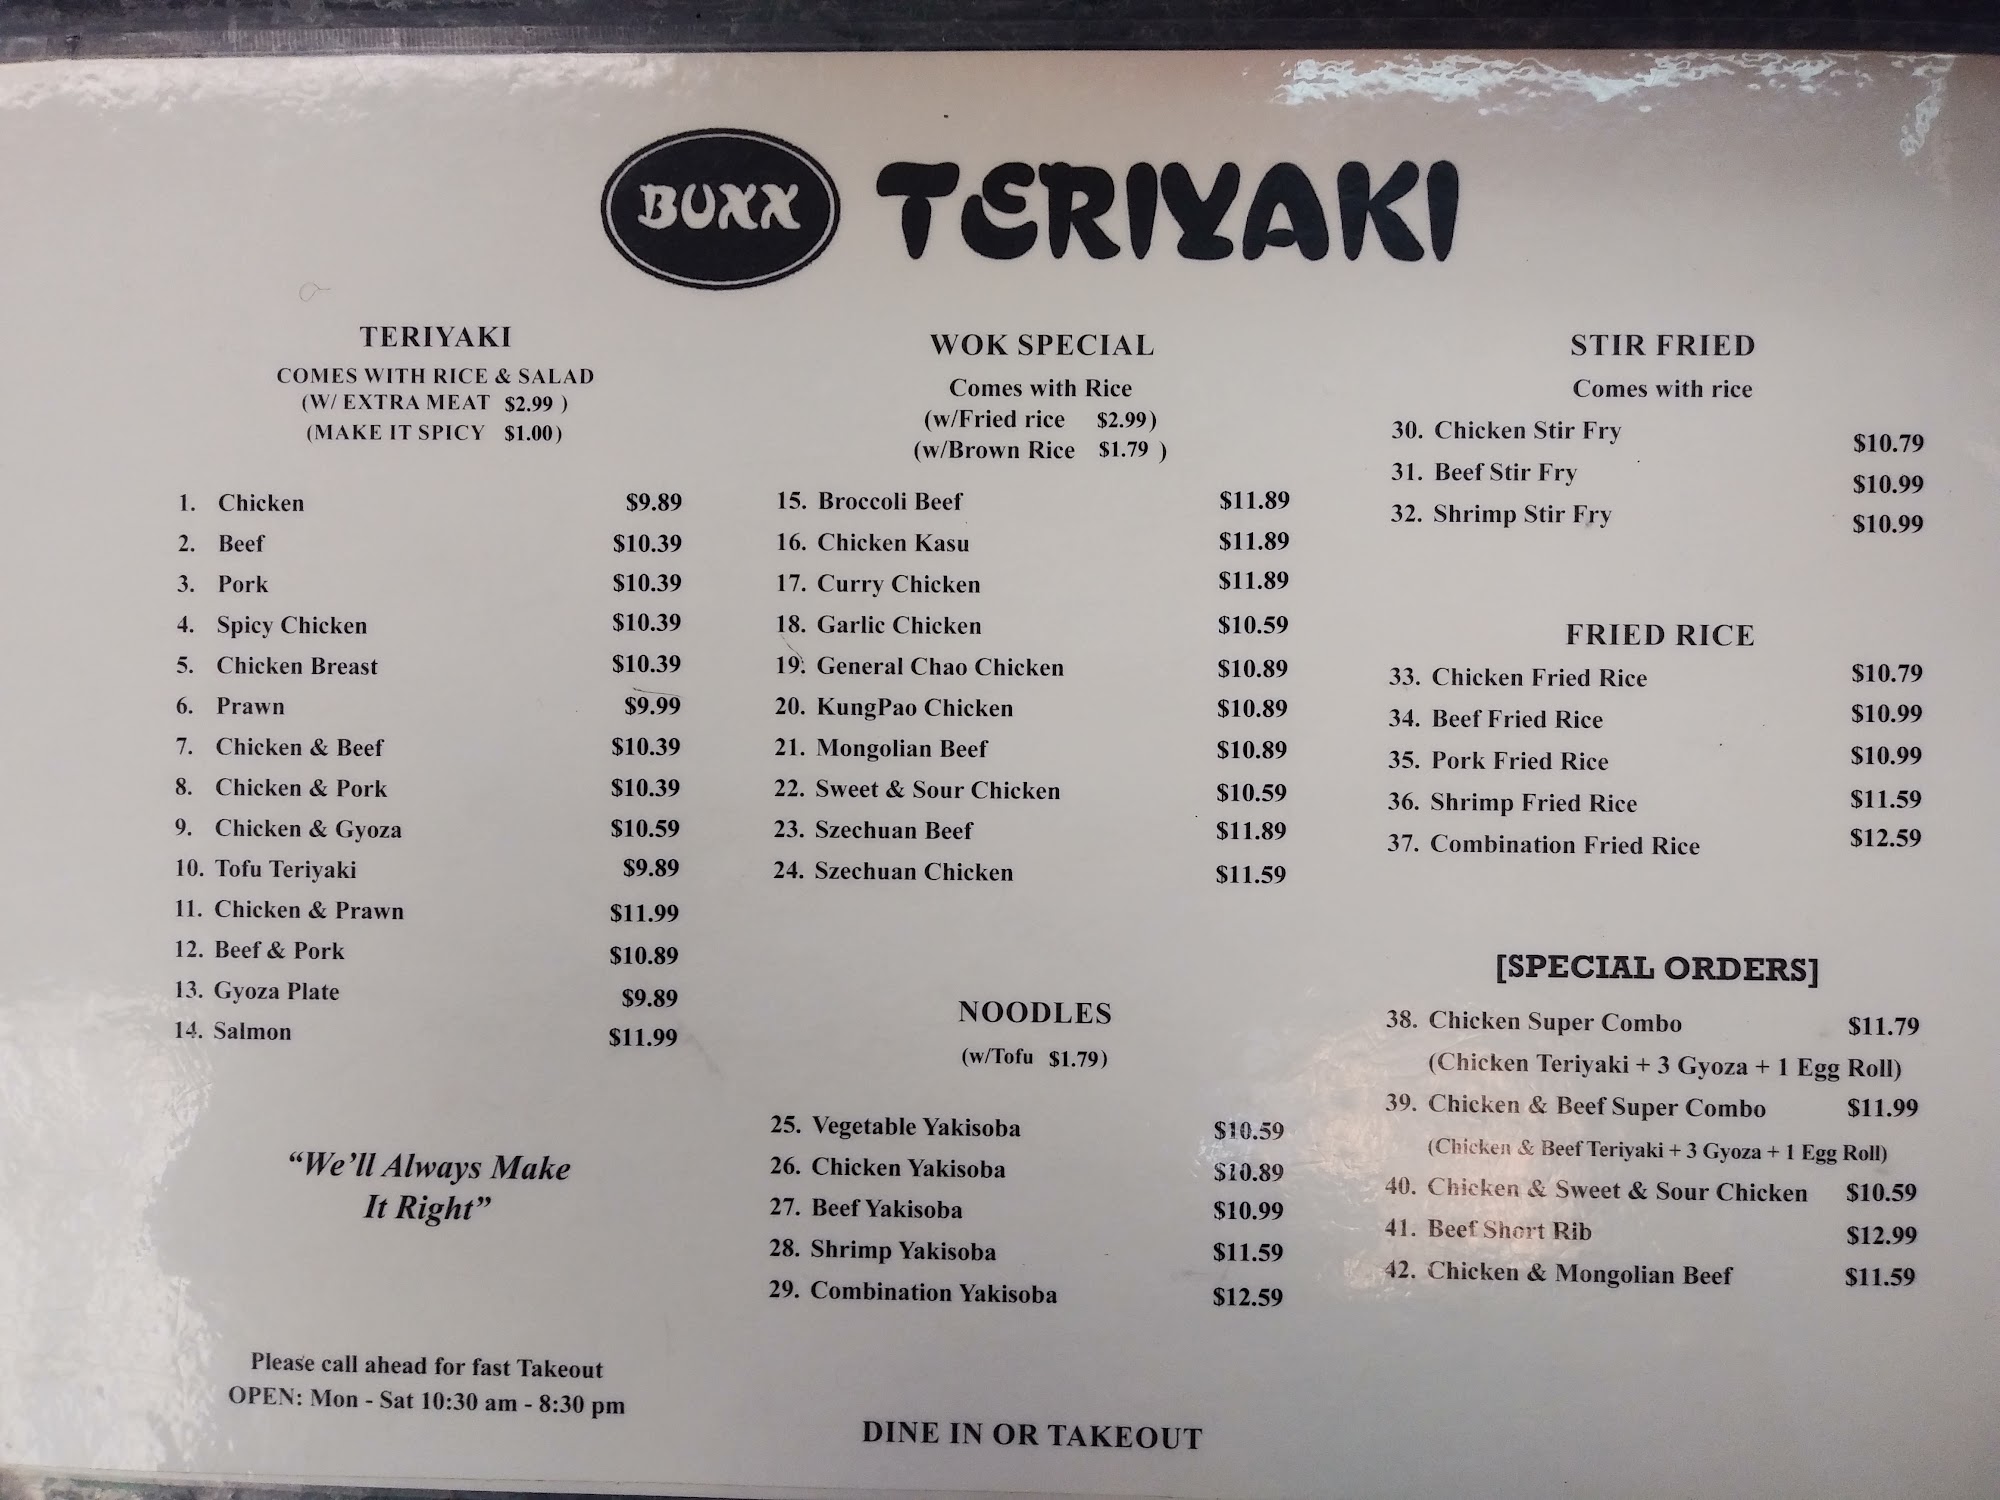 BUXX TERIYAKI
TERIYAKI
COMES WITH RICE & SALAD
(W/ EXTRA MEAT $2.99 )
(MAKE IT SPICY $1.00)
1. Chicken $9.89
2. Beef $10.39
3. Pork $10.39
4. Spicy Chicken $10.39
5. Chicken Breast $10.39
6. Prawn $9.99
7. Chicken & Beef $10.39
8. Chicken & Pork $10.39
9. Chicken & Gyoza $10.59
10. Tofu Teriyaki $9.89
11. Chicken & Prawn $11.99
12. Beef & Pork $10.89
13. Gyoza Plate $9.89
14. Salmon $11.99
"We'll Always Make
It Right"
Please call ahead for fast Takeout
OPEN: Mon - Sat 10:30 am - 8:30 pm
WOK SPECIAL
Comes with Rice
(w/Fried rice $2.99)
(w/Brown Rice $1.79 )
15. Broccoli Beef $11.89
16. Chicken Kasu $11.89
17. Curry Chicken $11.89
18. Garlic Chicken $10.59
19. General Chao Chicken $10.89
20. KungPao Chicken $10.89
21. Mongolian Beef $10.89
22. Sweet & Sour Chicken $10.59
23. Szechuan Beef $11.89
24. Szechuan Chicken $11.59
NOODLES
(w/Tofu $1.79)
25. Vegetable Yakisoba $10.59
26. Chicken Yakisoba $10.89
27. Beef Yakisoba $10.99
28. Shrimp Yakisoba $11.59
29. Combination Yakisoba $12.59
DINE IN OR TAKEOUT
STIR FRIED
Comes with rice
30. Chicken Stir Fry $10.79
31. Beef Stir Fry $10.99
32. Shrimp Stir Fry $10.99
FRIED RICE
33. Chicken Fried Rice $10.79
34. Beef Fried Rice $10.99
35. Pork Fried Rice $10.99
36. Shrimp Fried Rice $11.59
37. Combination Fried Rice $12.59
[SPECIAL ORDERS]
38. Chicken Super Combo $11.79
(Chicken Teriyaki + 3 Gyoza + 1 Egg Roll)
39. Chicken & Beef Super Combo $11.99
(Chicken & Beef Teriyaki + 3 Gyoza + 1 Egg Roll)
40. Chicken & Sweet & Sour Chicken $10.59
41. Beef Short Rib $12.99
42. Chicken & Mongolian Beef $11.59